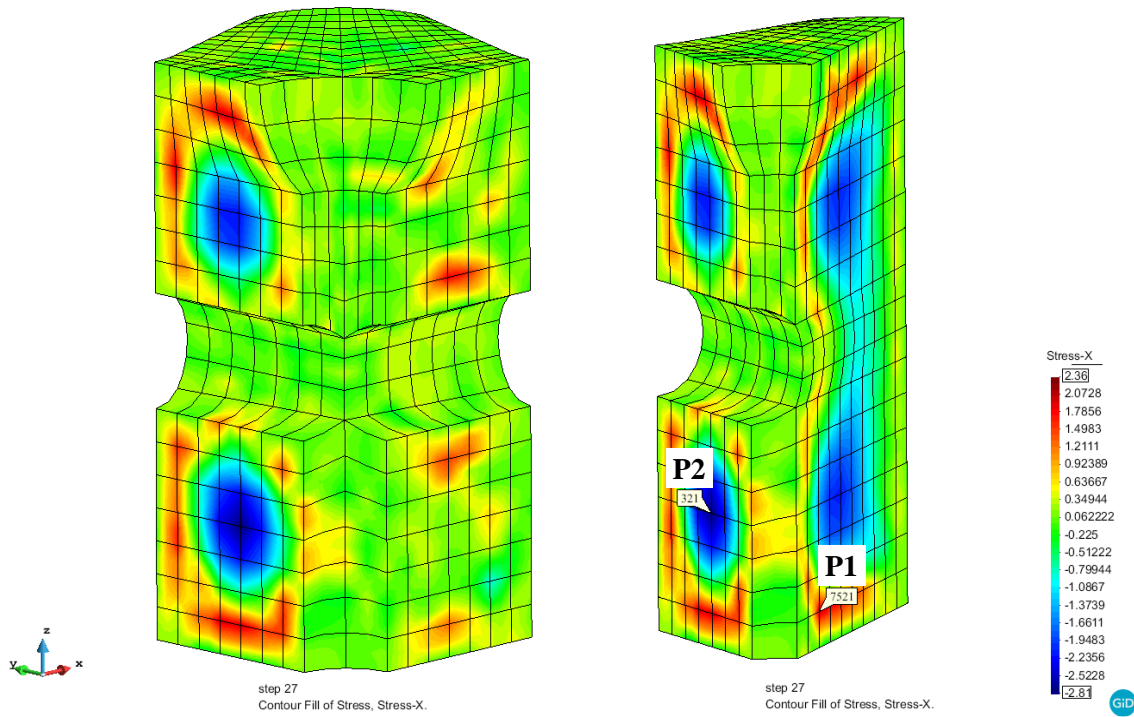 P2
321
P1
7521
z
y
x
step 27
Contour Fill of Stress, Stress-X.
step 27
Contour Fill of Stress, Stress-X.
Stress-X
2.36
2.0728
1.7856
1.4983
1.2111
0.92389
0.63667
0.34944
0.062222
-0.225
-0.51222
-0.79944
-1.0867
-1.3739
-1.6611
-1.9483
-2.2356
-2.5228
-2.81
GiD